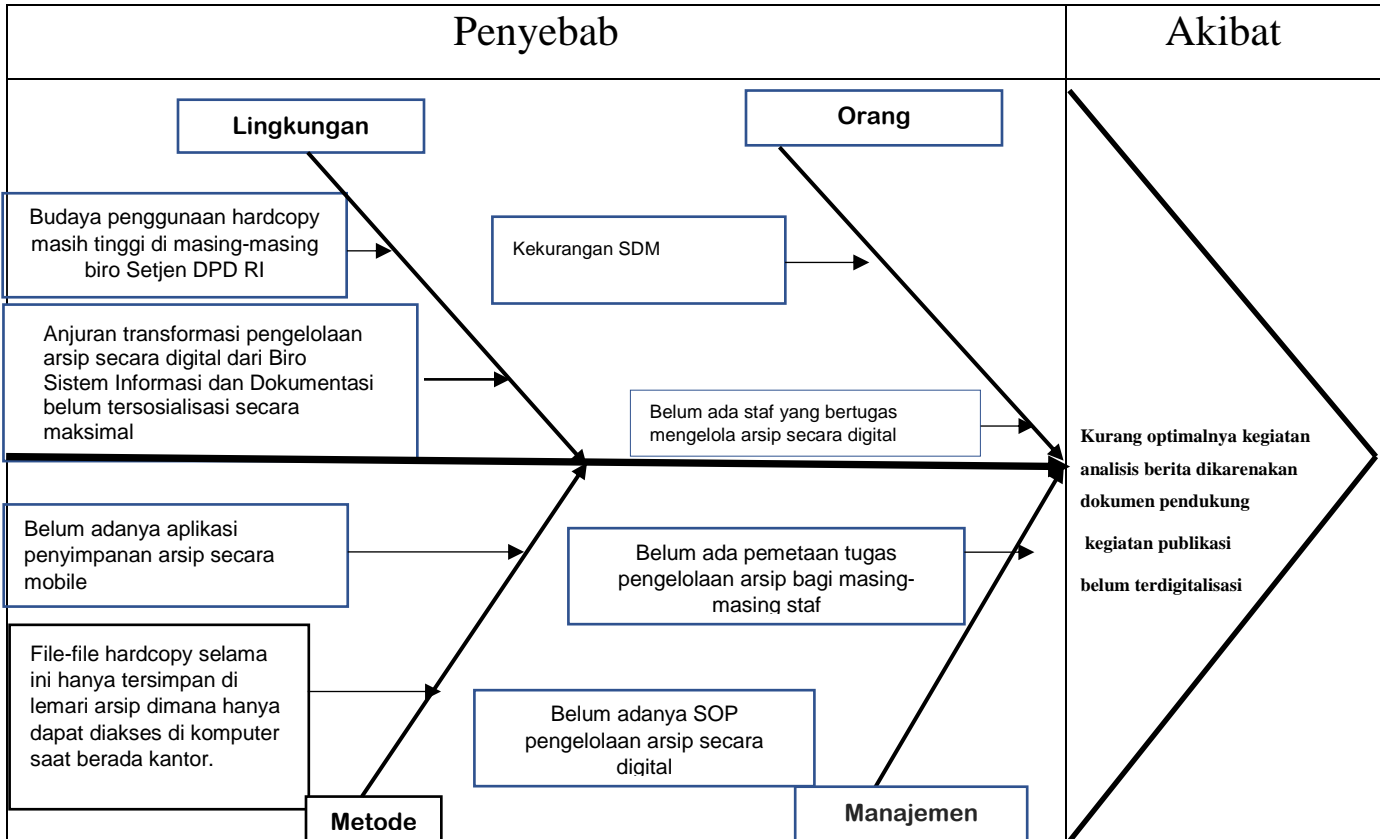 Penyebab
Akibat
Lingkungan
Orang
Budaya penggunaan hardcopy
masih tinggi di masing-masing
biro Setjen DPD RI
Kekurangan SDM
Anjuran transformasi pengelolaan
arsip secara digital dari Biro
Sistem Informasi dan Dokumentasi
belum tersosialisasi secara
maksimal
Belum ada staf yang bertugas
mengelola arsip secara digital
Kurang optimalnya kegiatan
analisis berita dikarenakan
dokumen pendukung
kegiatan publikasi
belum terdigitalisasi
Belum adanya aplikasi
penyimpanan arsip secara
mobile
Belum ada pemetaan tugas
pengelolaan arsip bagi masing-
masing staf
File-file hardcopy selama
ini hanya tersimpan di
lemari arsip dimana hanya
dapat diakses di komputer
saat berada kantor.
Belum adanya SOP
pengelolaan arsip secara
digital
Metode
Manajemen